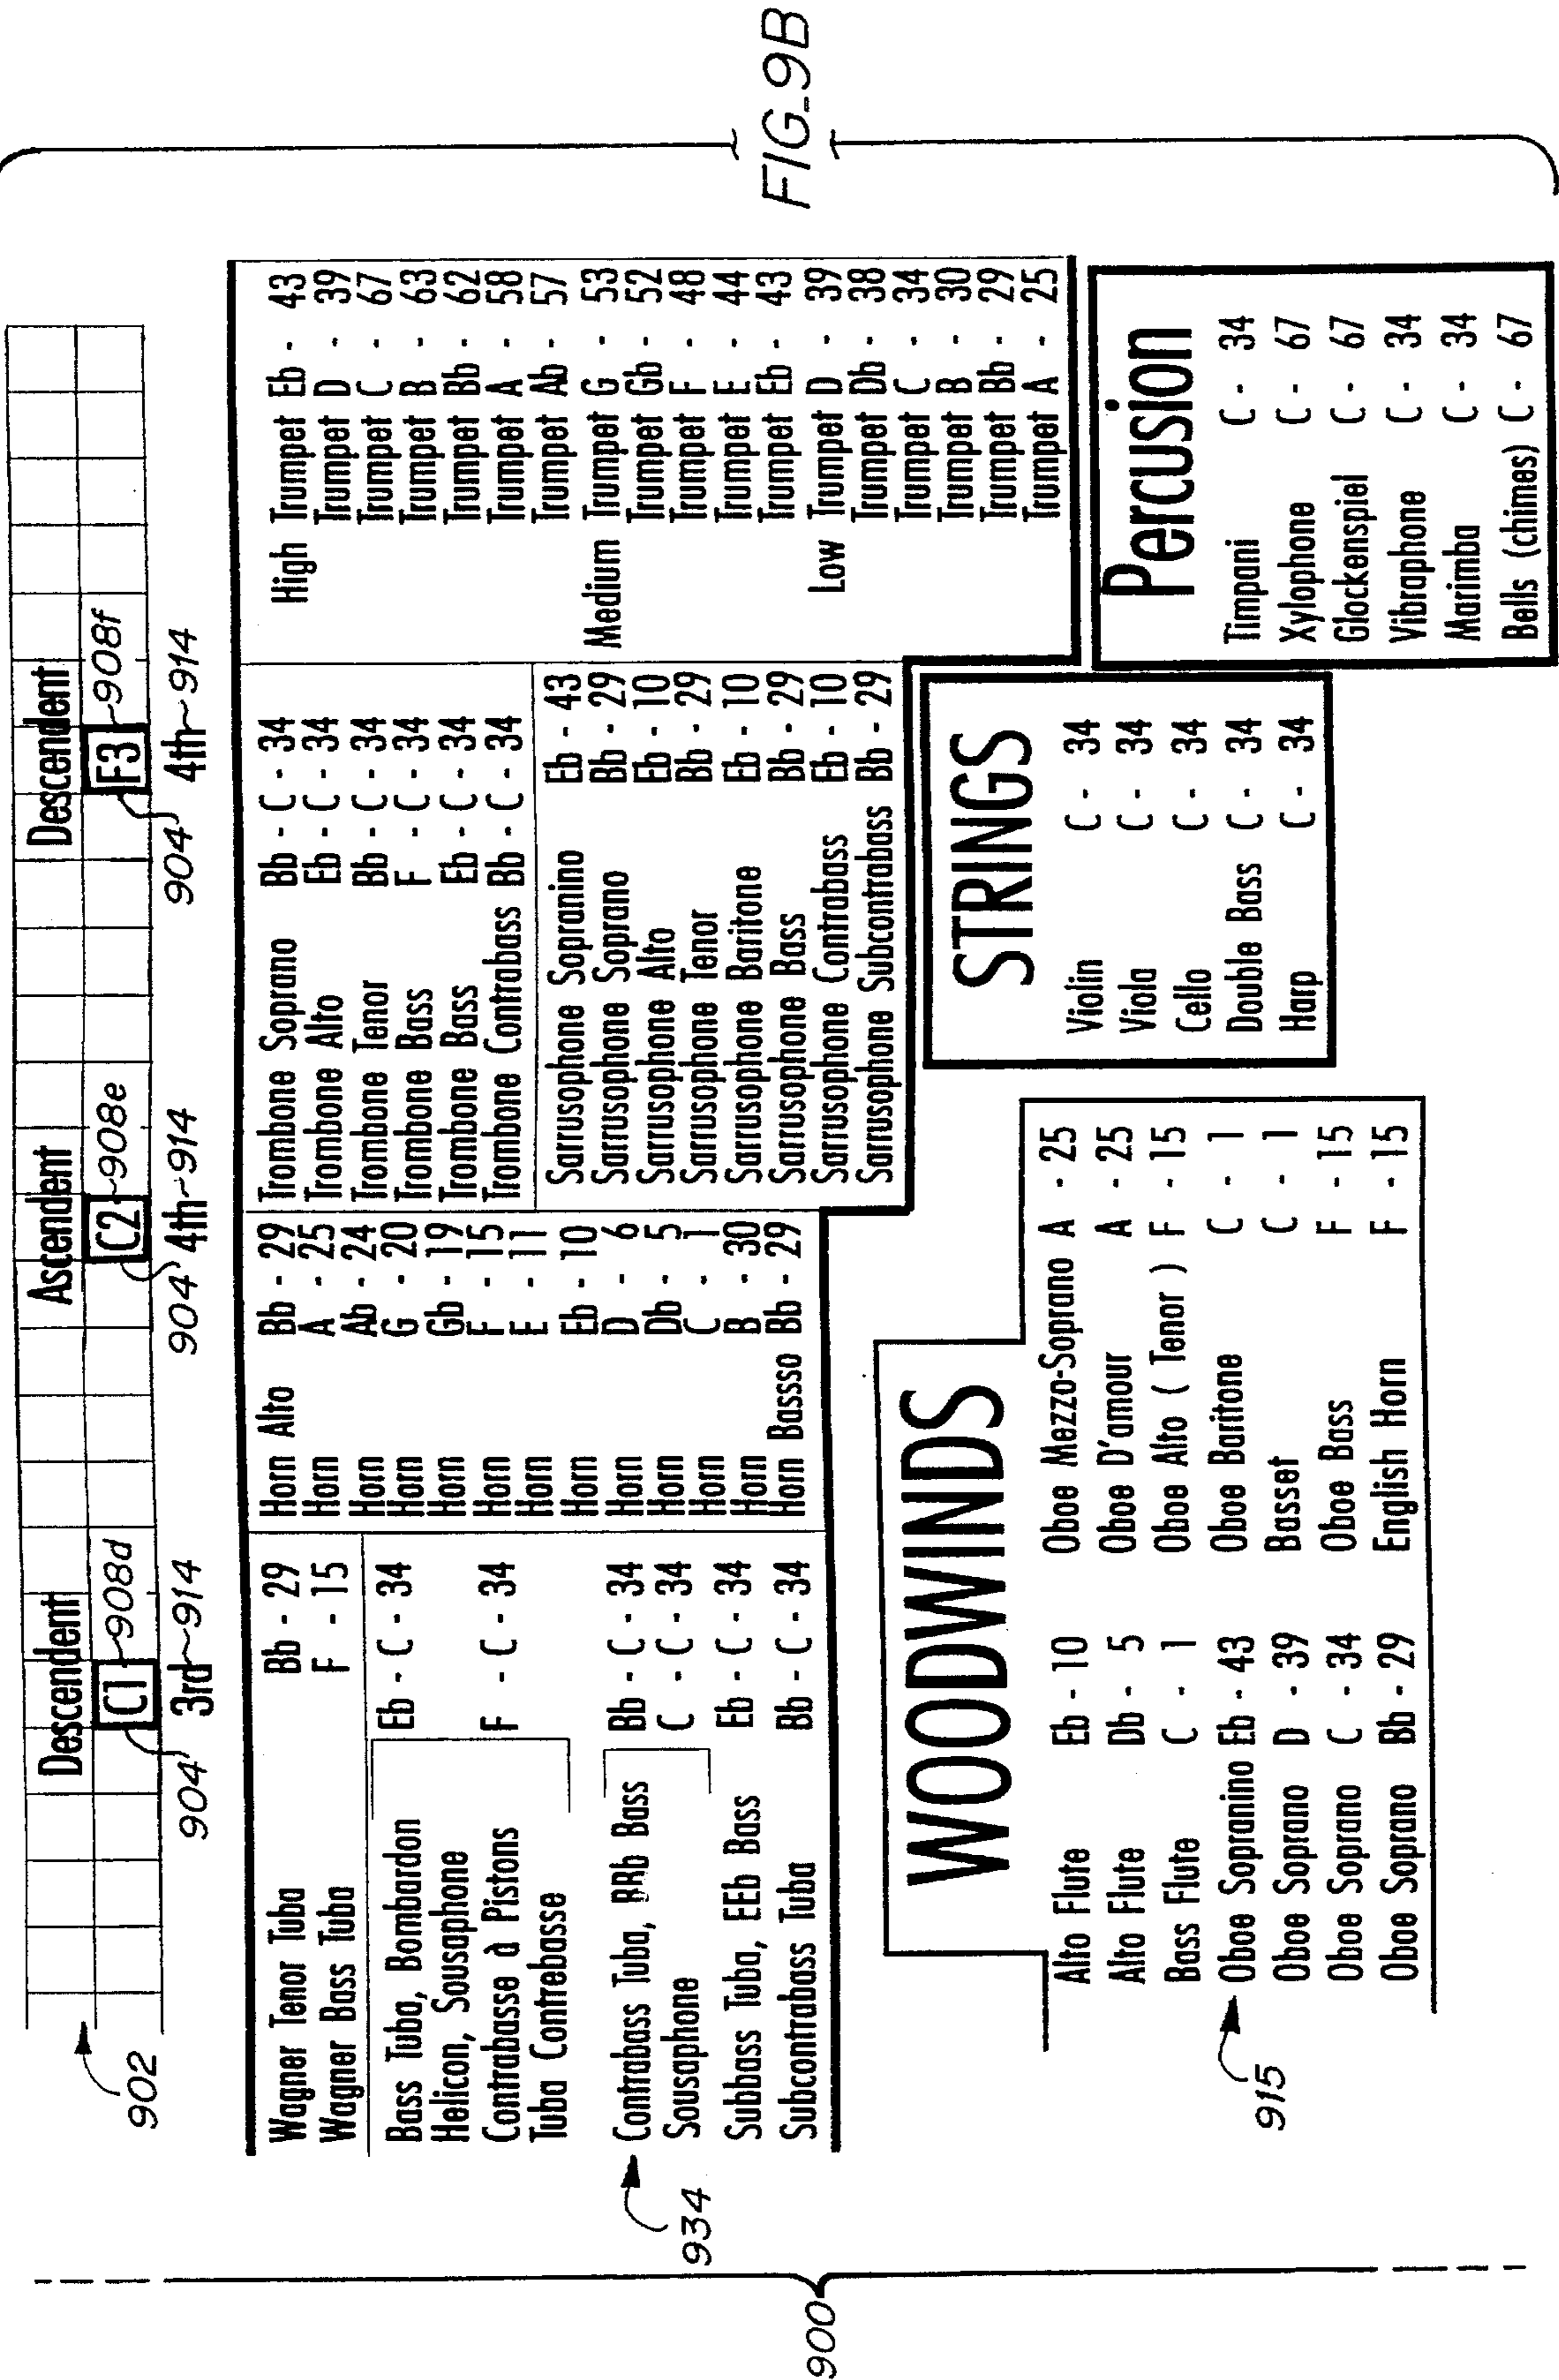 902
Descendent
C1 908d
904' 3rd 914
Ascendent
C2 908e
904' 4th 914
Descendent
F3 908f
904' 4th 914
900
Wagner Tenor Tuba Bb - 29
Wagner Bass Tuba F - 15
Bass Tuba, Bombardon Eb - C - 34
Helicon, Sousaphone
Contrabasse à Pistons F - C - 34
Tuba Contrebasse
934
Contrabass Tuba, BBb Bass Bb - C - 34
Sousaphone C - C - 34
Subbass Tuba, EEb Bass Eb - C - 34
Subcontrabass Tuba Bb - C - 34
Horn Alto Bb - 29
Horn A - 25
Horn Ab - 24
Horn G - 20
Horn Gb - 19
Horn F - 15
Horn E - 11
Horn Eb - 10
Horn D - 6
Horn Db - 5
Horn C - 1
Horn B - 30
Horn Bassso Bb - 29
Trombone Soprano Bb - C - 34
Trombone Alto Eb - C - 34
Trombone Tenor Bb - C - 34
Trombone Bass F - C - 34
Trombone Bass Eb - C - 34
Trombone Contrabass Bb - C - 34
Sarrusophone Sopranino Eb - 43
Sarrusophone Soprano Bb - 29
Sarrusophone Alto Eb - 10
Sarrusophone Tenor Bb - 29
Sarrusophone Baritone Eb - 10
Sarrusophone Bass Bb - 29
Sarrusophone Contrabass Eb - 10
Sarrusophone Subcontrabass Bb - 29
High Trumpet Eb - 43
Trumpet D - 39
Trumpet C - 67
Trumpet B - 63
Trumpet Bb - 62
Trumpet A - 58
Trumpet Ab - 57
Medium Trumpet G - 53
Trumpet Gb - 52
Trumpet F - 48
Trumpet E - 44
Trumpet Eb - 43
Low Trumpet D - 39
Trumpet Db - 38
Trumpet C - 34
Trumpet B - 30
Trumpet Bb - 29
Trumpet A - 25
WOODWINDS
Alto Flute Eb - 10
Alto Flute Db - 5
Bass Flute C - 1
915
Oboe Sopranino Eb - 43
Oboe Soprano D - 39
Oboe Soprano C - 34
Oboe Soprano Bb - 29
Oboe Mezzo-Soprano A - 25
Oboe D'amour A - 25
Oboe Alto ( Tenor ) F - 15
Oboe Baritone C - 1
Basset C - 1
Oboe Bass F - 15
English Horn F - 15
STRINGS
Violin C - 34
Viola C - 34
Cello C - 34
Double Bass C - 34
Harp C - 34
Percusion
Timpani C - 34
Xylophone C - 67
Glockenspiel C - 67
Vibraphone C - 34
Marimba C - 34
Bells (chimes) C - 67
FIG_9B